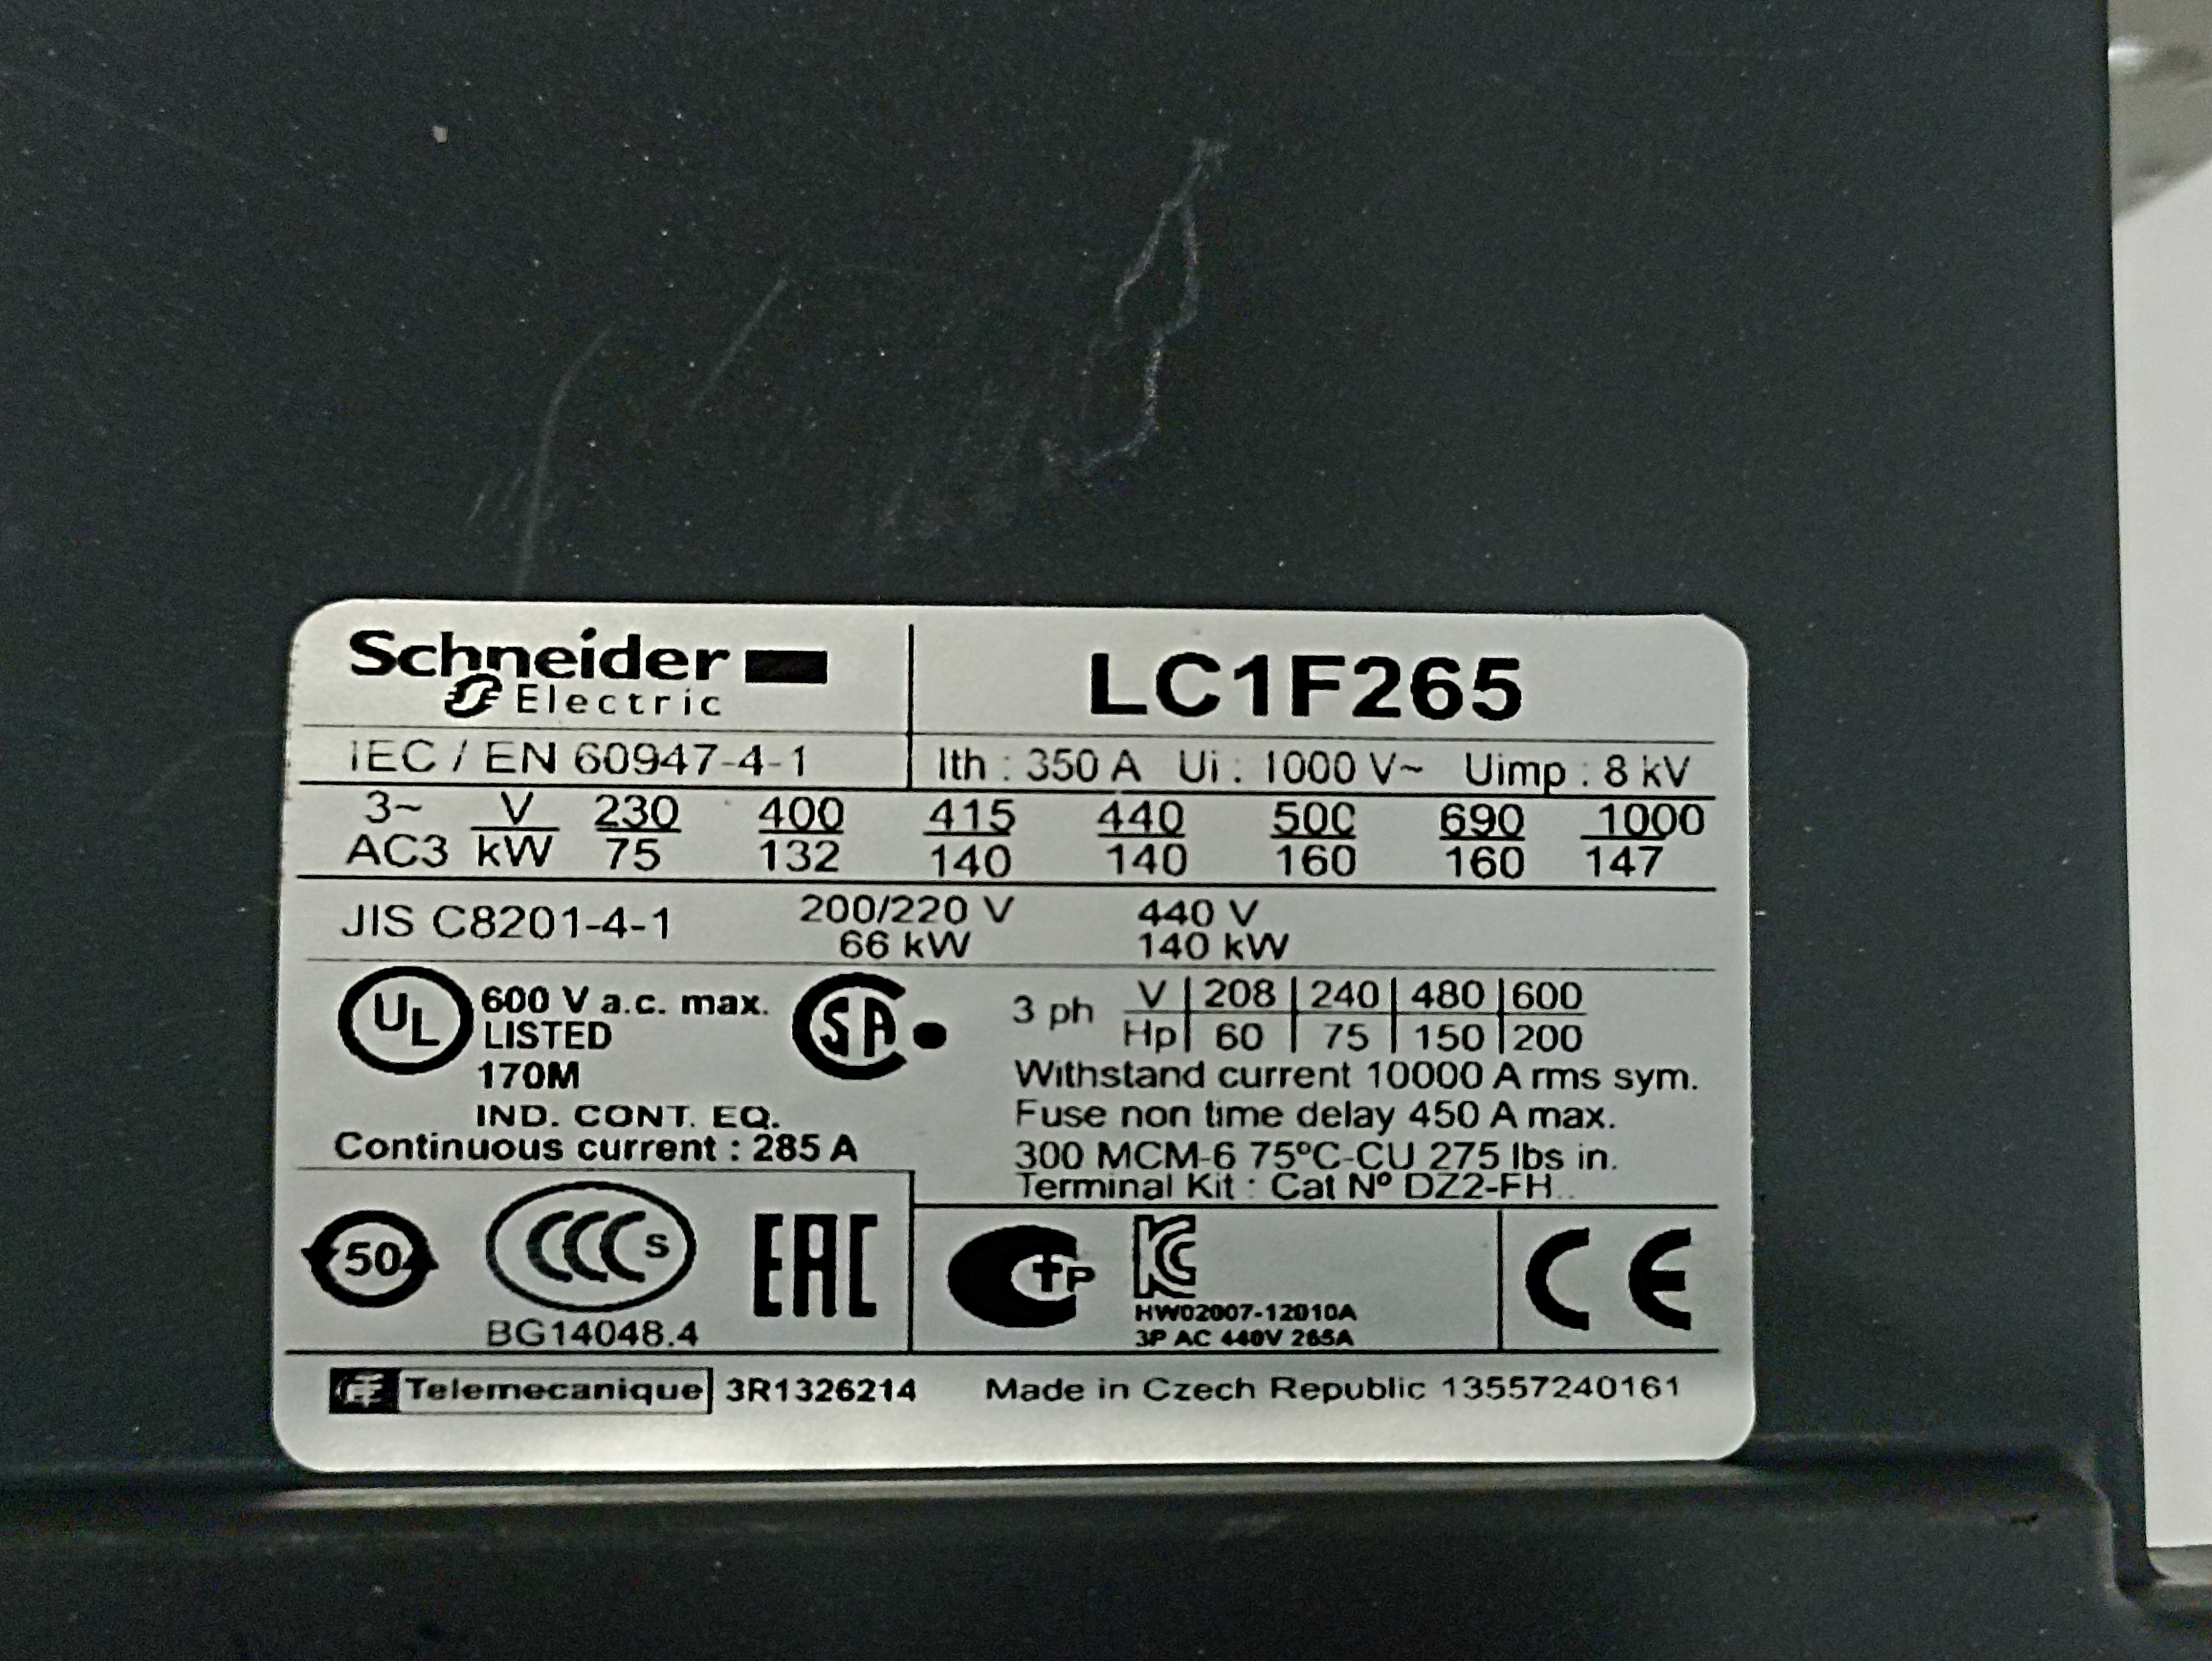 Schneider
Electric
LC1F265
IEC / EN 60947-4-1
Ith : 350 A Ui : 1000 V~ Uimp : 8 kV
3~ V 230 400 415 440 500 690 1000
AC3 kW 75 132 140 140 160 160 147
JIS C8201-4-1
200/220 V 440 V
66 kW 140 kW
UL
600 V a.c. max.
LISTED
170M
IND. CONT. EQ.
Continuous current : 285 A
SA
3 ph
V 208 240 480 600
Hp 60 75 150 200
Withstand current 10000 A rms sym.
Fuse non time delay 450 A max.
300 MCM-6 75°C-CU 275 lbs in.
Terminal Kit : Cat Nº DZ2-FH..
50
CCC S
BG14048.4
EAC
P
KC
HW02007-12010A
3P AC 440V 265A
CE
Telemecanique 3R1326214 Made in Czech Republic 13557240161